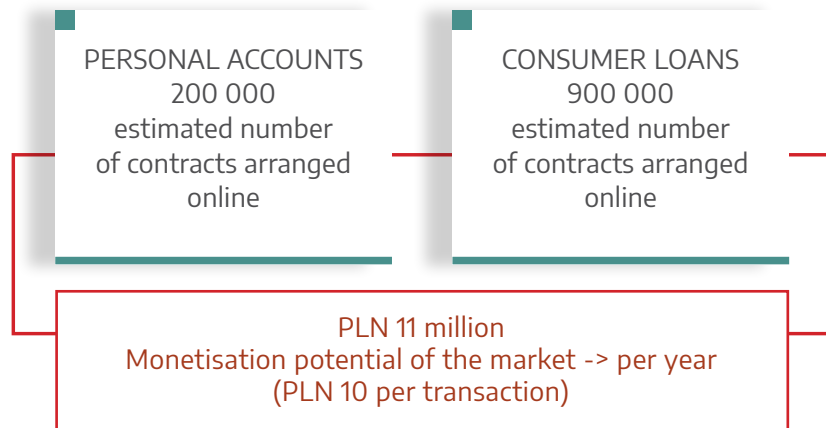 PERSONAL ACCOUNTS
200 000
estimated number
of contracts arranged
online
CONSUMER LOANS
900 000
estimated number
of contracts arranged
online
PLN 11 million
Monetisation potential of the market -> per year
(PLN 10 per transaction)